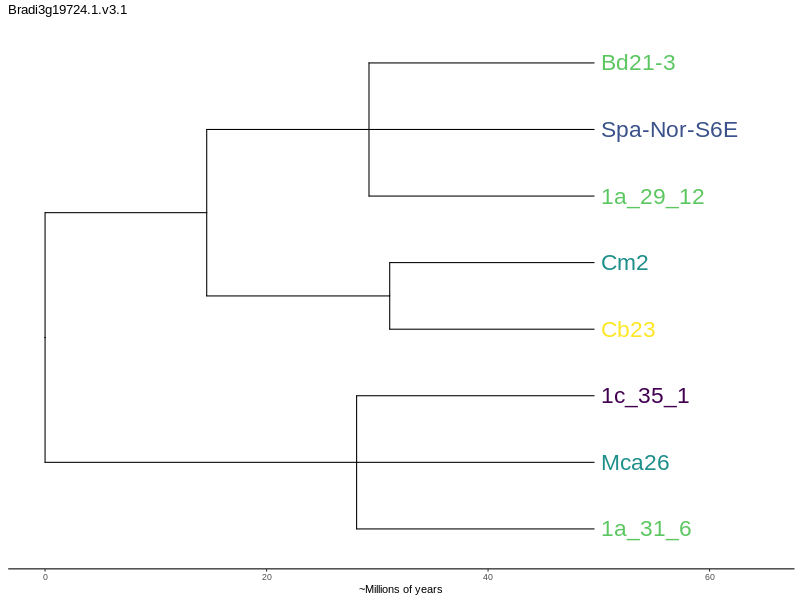 Bradi3g19724.1.v3.1
Bd21-3
Spa-Nor-S6E
1a_29_12
Cm2
Cb23
1c_35_1
Mca26
1a_31_6
0 20 40 60
~Millions of years